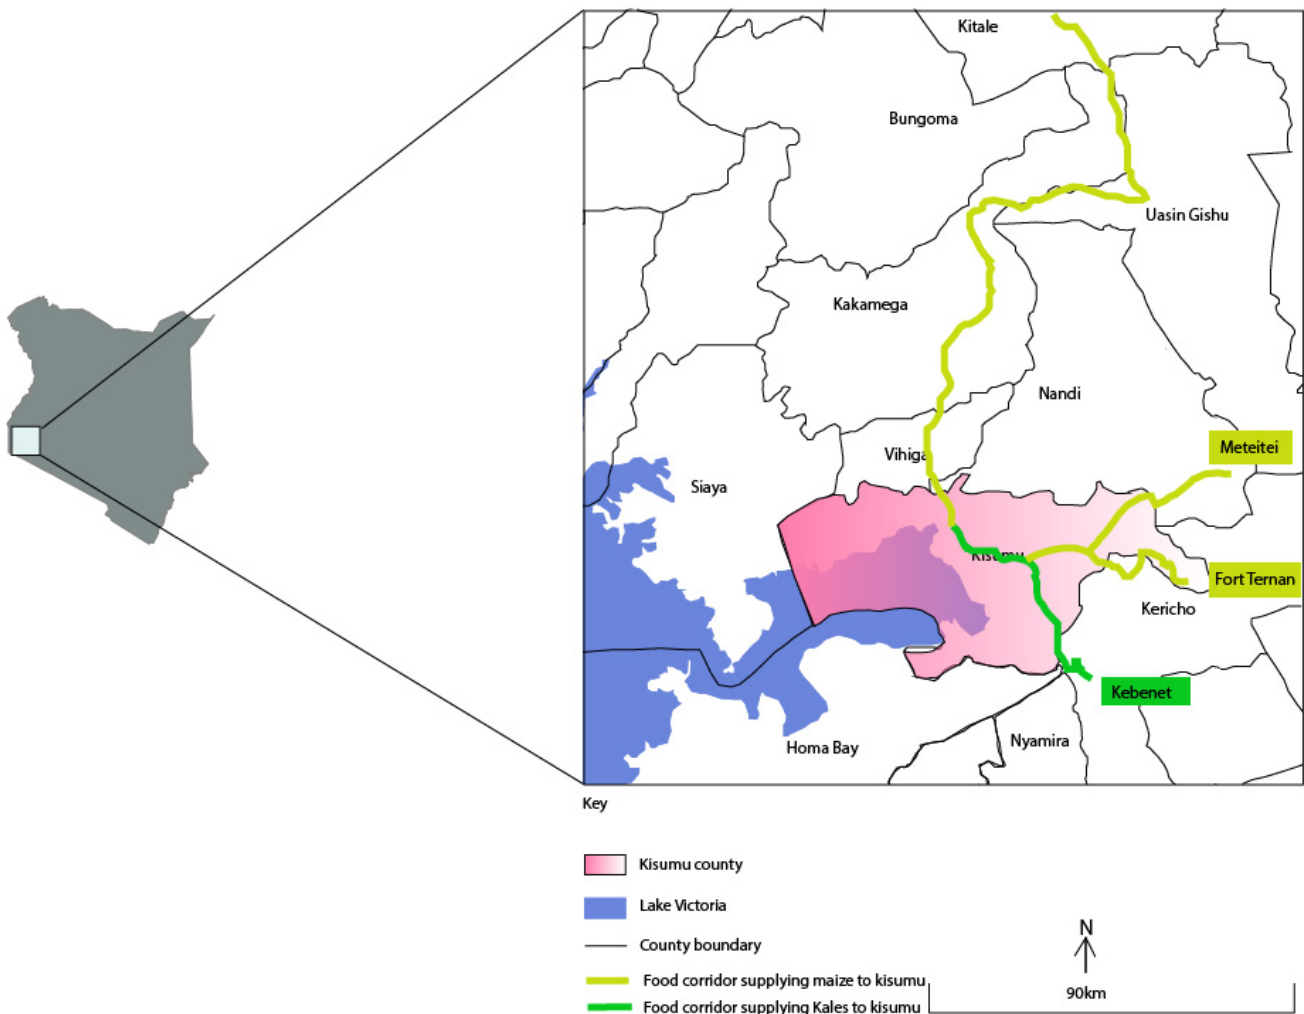 Kitale
Bungoma
Uasin Gishu
Kakamega
Nandi
Meteitei
Vihiga
Siaya
Kisumu
Fort Ternan
Kericho
Kebenet
Nyamira
Homa Bay
Key
Kisumu county
Lake Victoria
N
County boundary
Food corridor supplying maize to kisumu
90km
Food corridor supplying Kales to kisumu